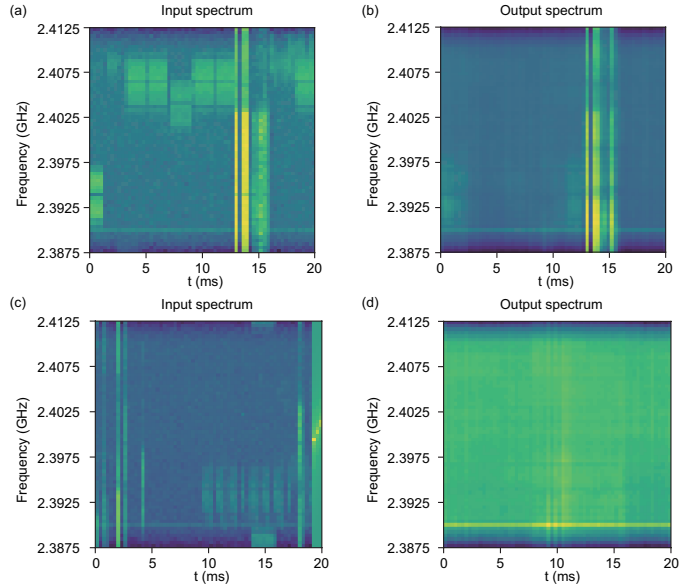 (a) Input spectrum
2.4125
2.4075
2.4025
2.3975
2.3925
2.3875
Frequency (GHz)
0 5 10 15 20
t (ms)
(b) Output spectrum
2.4125
2.4075
2.4025
2.3975
2.3925
2.3875
Frequency (GHz)
0 5 10 15 20
t (ms)
(c) Input spectrum
2.4125
2.4075
2.4025
2.3975
2.3925
2.3875
Frequency (GHz)
0 5 10 15 20
t (ms)
(d) Output spectrum
2.4125
2.4075
2.4025
2.3975
2.3925
2.3875
Frequency (GHz)
0 5 10 15 20
t (ms)